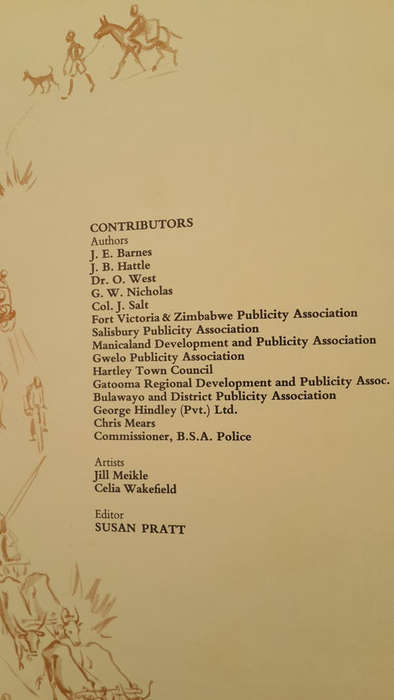 CONTRIBUTORS
Authors
J. E. Barnes
J. B. Hattle
Dr. O. West
G. W. Nicholas
Col. J. Salt
Fort Victoria & Zimbabwe Publicity Association
Salisbury Publicity Association
Manicaland Development and Publicity Association
Gwelo Publicity Association
Hartley Town Council
Gatooma Regional Development and Publicity Assoc.
Bulawayo and District Publicity Association
George Hindley (Pvt.) Ltd.
Chris Mears
Commissioner, B.S.A. Police
Artists
Jill Meikle
Celia Wakefield
Editor
SUSAN PRATT